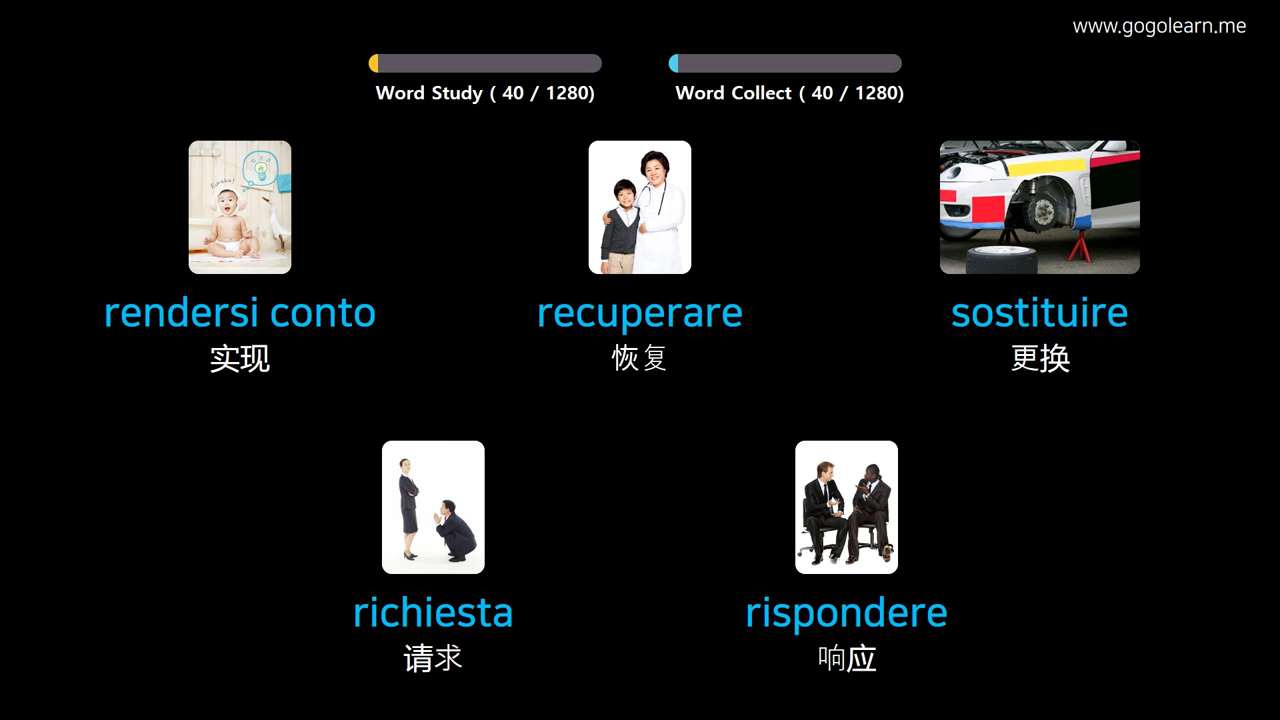 www.gogolearn.me
Word Study ( 40 / 1280)
Word Collect ( 40 / 1280)
Eureka!
rendersi conto
实现
recuperare
恢复
sostituire
更换
richiesta
请求
rispondere
响应